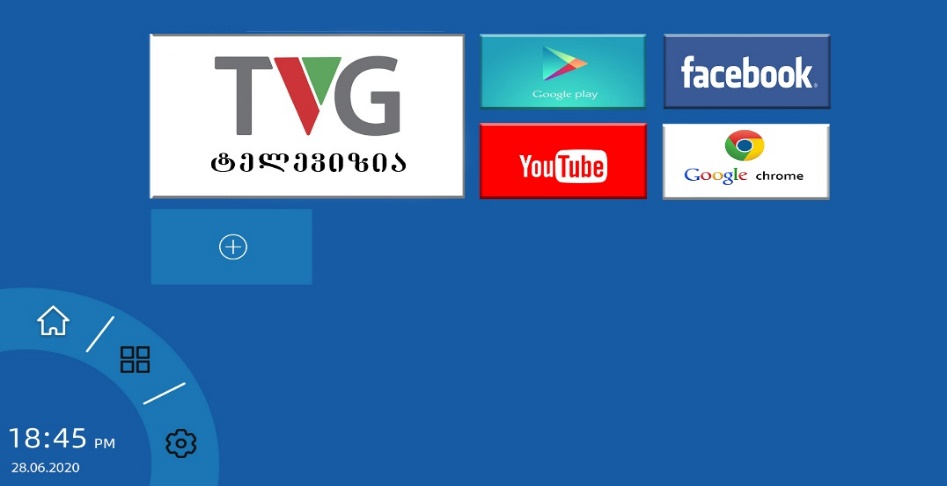 TVG
ტელევიზია
Google play
facebook
YouTube
Google chrome
18:45 PM
28.06.2020